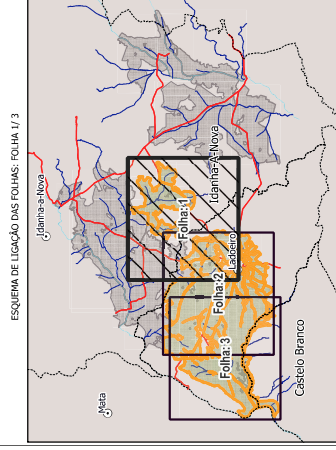 ESQUEMA DE LIGAÇÃO DAS FOLHAS: FOLHA 1/ 3
Idanha-a-Nova
Idanha-A-Nova
Folha: 1
Ladoeiro
Folha: 2
Folha: 3
Mata
Castelo Branco